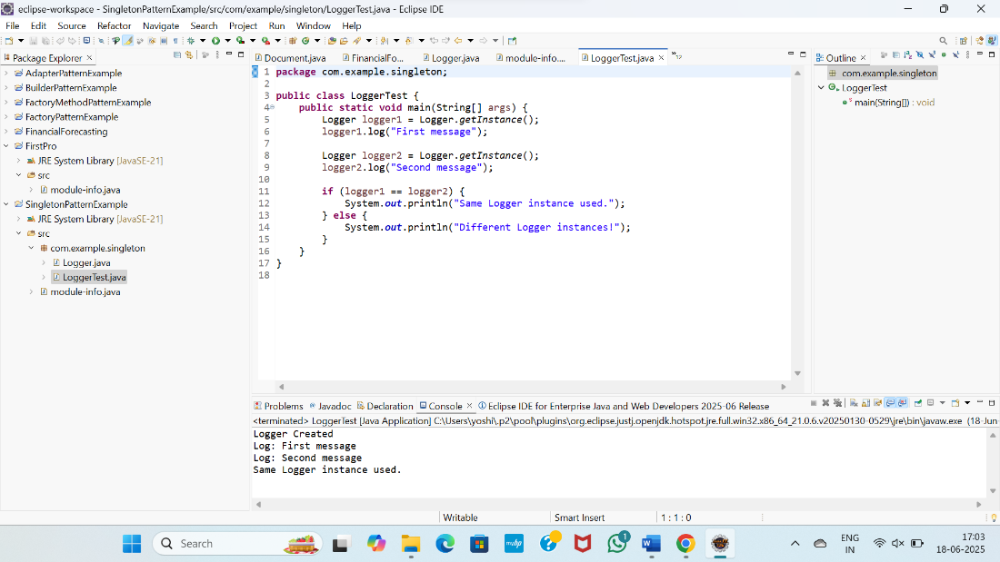 eclipse-workspace - SingletonPatternExample/src/com/example/singleton/LoggerTest.java - Eclipse IDE
File Edit Source Refactor Navigate Search Project Run Window Help
Package Explorer
AdapterPatternExample
BuilderPatternExample
FactoryMethodPatternExample
FactoryPatternExample
FinancialForecasting
FirstPro
JRE System Library [JavaSE-21]
src
module-info.java
SingletonPatternExample
JRE System Library [JavaSE-21]
src
com.example.singleton
Logger.java
LoggerTest.java
module-info.java
Document.java FinancialFo... Logger.java module-info.... LoggerTest.java 12
1 package com.example.singleton;
2
3 public class LoggerTest {
4 public static void main(String[] args) {
5 Logger logger1 = Logger.getInstance();
6 logger1.log("First message");
7
8 Logger logger2 = Logger.getInstance();
9 logger2.log("Second message");
10
11 if (logger1 == logger2) {
12 System.out.println("Same Logger instance used.");
13 } else {
14 System.out.println("Different Logger instances!");
15 }
16 }
17 }
18
Outline
com.example.singleton
LoggerTest
main(String[]) : void
Problems Javadoc Declaration Console Eclipse IDE for Enterprise Java and Web Developers 2025-06 Release
<terminated> LoggerTest [Java Application] C:\Users\yoshi\.p2\pool\plugins\org.eclipse.justj.openjdk.hotspot.jre.full.win32.x86_64_21.0.6.v20250130-0529\jre\bin\javaw.exe (18-Jun-
Logger Created
Log: First message
Log: Second message
Same Logger instance used.
Writable Smart Insert 1 : 1 : 0
Search
myhp
1
ENG
IN
17:03
18-06-2025